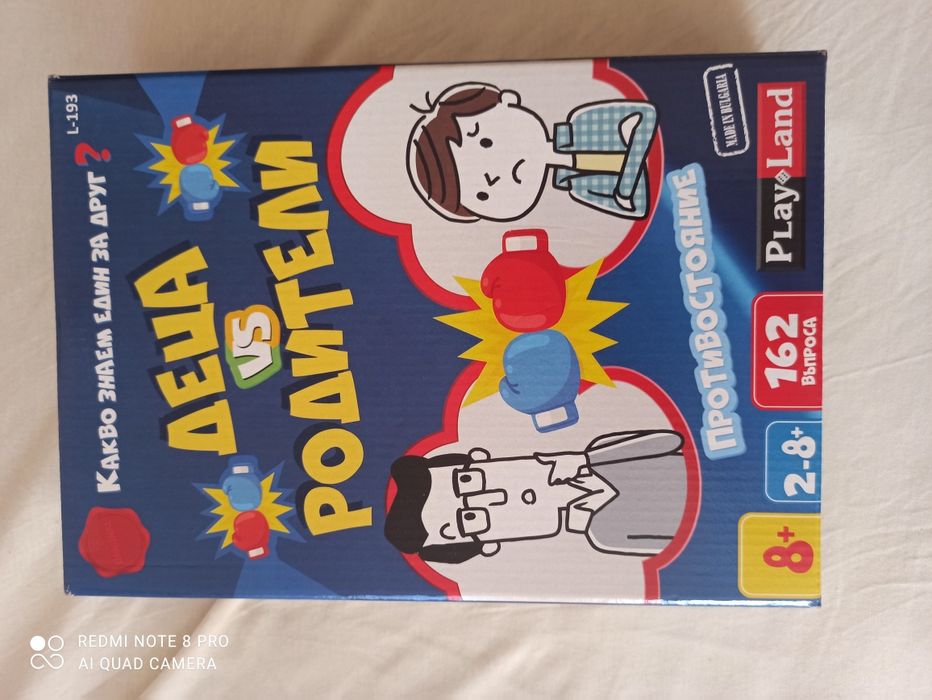 L-193
КАКВО ЗНАЕМ ЕДИН ЗА ДРУГ?
ДЕЦА
VS
РОДИТЕЛИ
ПРОТИВОСТОЯНИЕ
MADE IN BULGARIA
PLay Land
162
ВЪПРОСА
2-8+
8+
REDMI NOTE 8 PRO
AI QUAD CAMERA